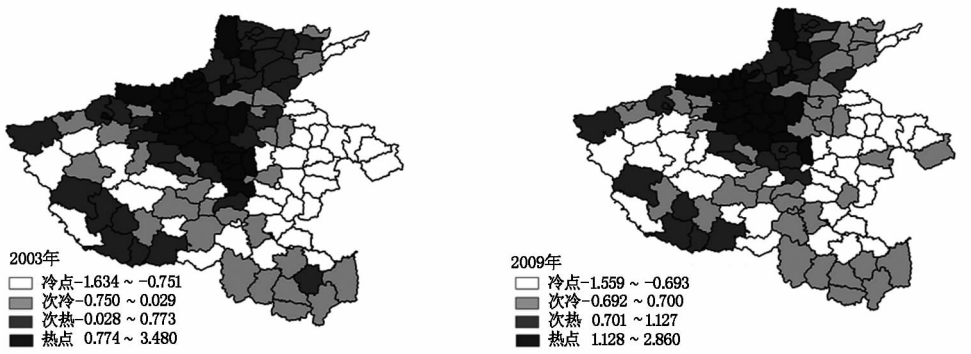 2003年
冷点-1.634 ~ -0.751
次冷-0.750 ~ 0.029
次热-0.028 ~ 0.773
热点 0.774 ~ 3.480
2009年
冷点-1.559 ~ -0.693
次冷-0.692 ~ 0.700
次热 0.701 ~ 1.127
热点 1.128 ~ 2.860